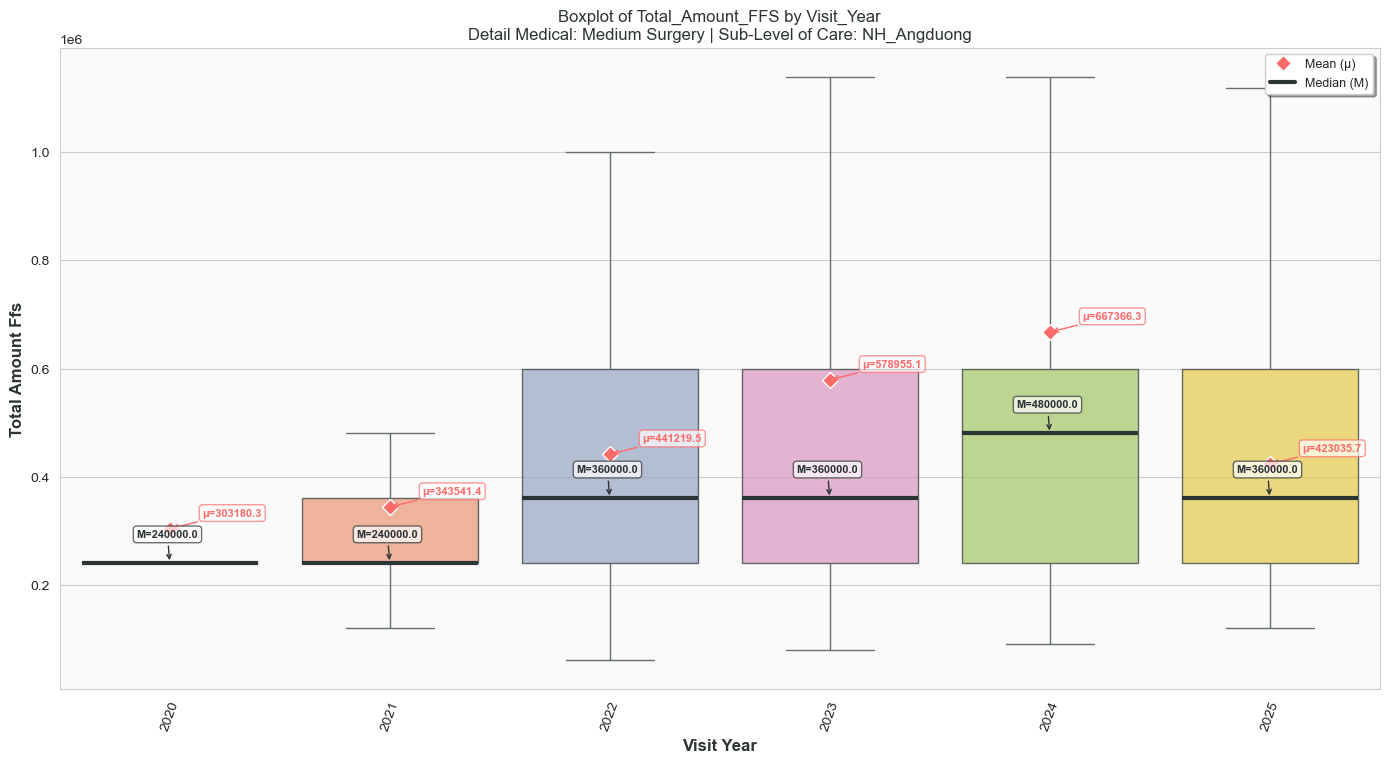 Boxplot of Total_Amount_FFS by Visit_Year
Detail Medical: Medium Surgery | Sub-Level of Care: NH_Angduong
1e6
Mean (μ)
Median (M)
1.0
0.8
0.6
0.4
0.2
Total Amount Ffs
μ=303180.3
M=240000.0
μ=343541.4
M=240000.0
μ=441219.5
M=360000.0
μ=578955.1
M=360000.0
μ=667366.3
M=480000.0
μ=423035.7
M=360000.0
2020
2021
2022
2023
2024
2025
Visit Year